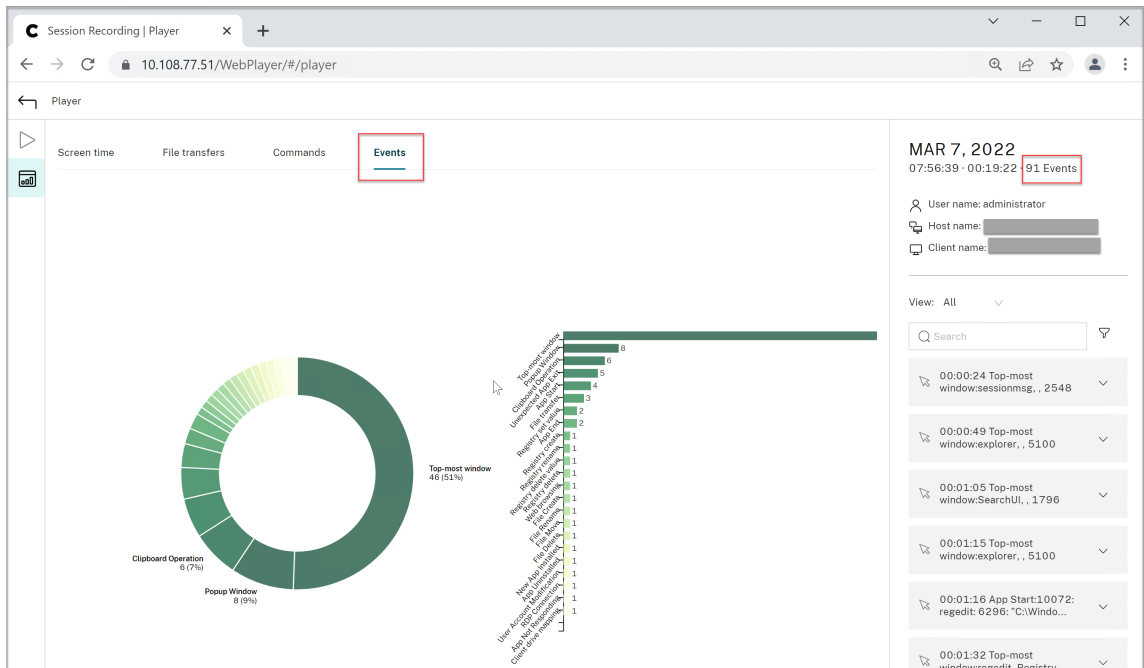 Session Recording | Player
10.108.77.51/WebPlayer/#/player
Player
Screen time
File transfers
Commands
Events
MAR 7, 2022
07:56:39 · 00:19:22 · 91 Events
User name: administrator
Host name:
Client name:
View: All
Search
00:00:24 Top-most
window:sessionmsg, , 2548
00:00:49 Top-most
window:explorer, , 5100
00:01:05 Top-most
window:SearchUI, , 1796
00:01:15 Top-most
window:explorer, , 5100
00:01:16 App Start:10072:
regedit: 6296: "C:\Windo...
00:01:32 Top-most
window:regedit, Registry
Top-most window
46 (51%)
Clipboard Operation
6 (7%)
Popup Window
8 (9%)
Top-most window
Popup Window
8
Clipboard Operation
6
Unexpected App Exit
5
App Start
4
File transfer
3
Registry set value
2
App End
2
Registry create
1
Registry rename
1
Registry delete value
1
Registry delete
1
Web browsing
1
File Create
1
File Rename
1
File Move
1
File Delete
1
New App Installed
1
App Uninstalled
1
User Account Modification
1
RDP Connection
1
App Not Responding
1
Client drive mapping
1